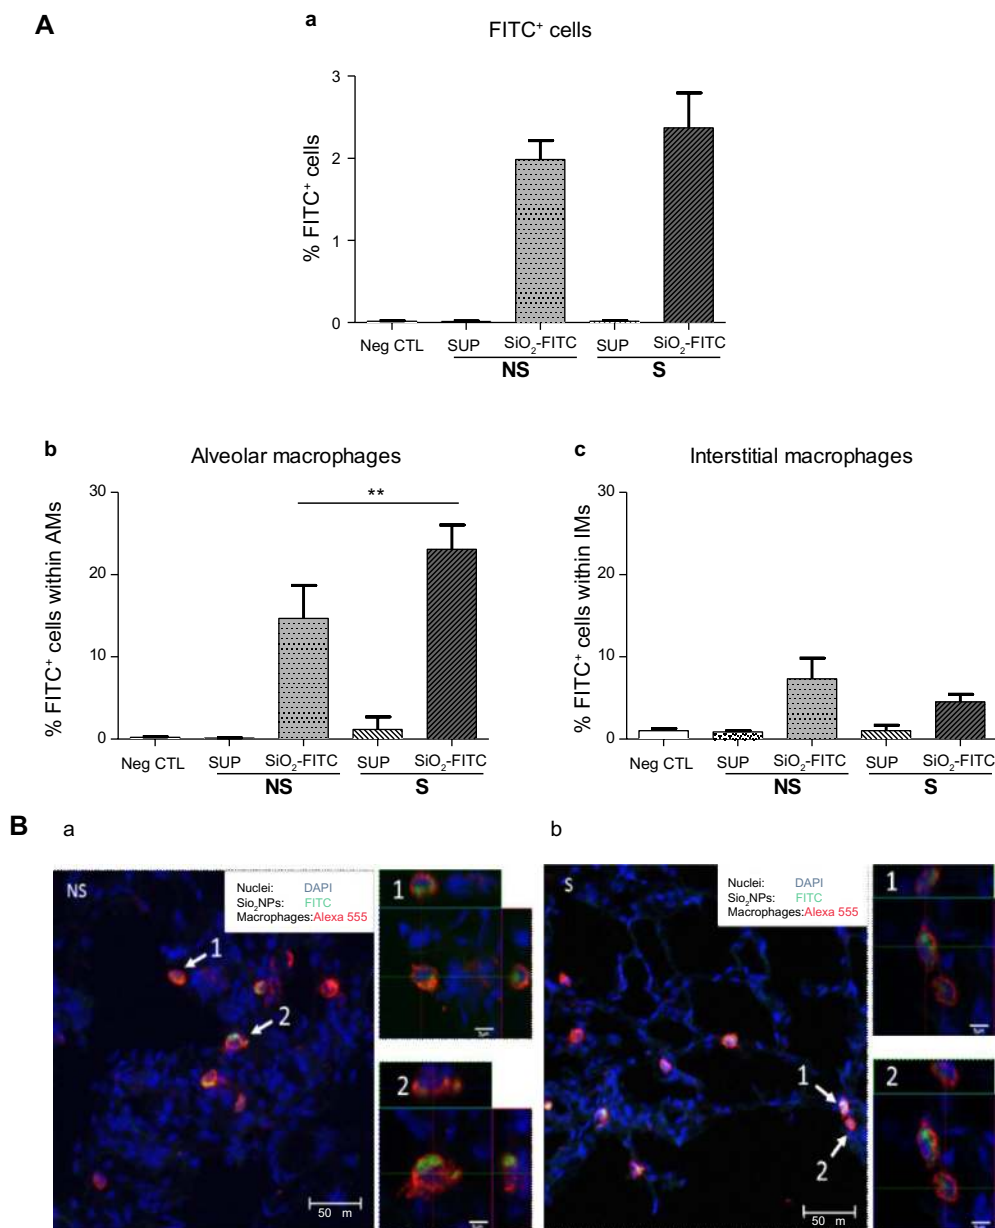 A
a
FITC⁺ cells
% FITC⁺ cells
3
2
1
0
Neg CTL SUP SiO₂-FITC SUP SiO₂-FITC
NS S
b
Alveolar macrophages
% FITC⁺ cells within AMs
30
20
10
0
**
Neg CTL SUP SiO₂-FITC SUP SiO₂-FITC
NS S
c
Interstitial macrophages
% FITC⁺ cells within IMs
30
20
10
0
Neg CTL SUP SiO₂-FITC SUP SiO₂-FITC
NS S
B
a
NS
Nuclei: DAPI
Sio₂NPs: FITC
Macrophages:Alexa 555
1
2
50 m
1
2
b
S
Nuclei: DAPI
Sio₂NPs: FITC
Macrophages:Alexa 555
1
2
50 m
1
2